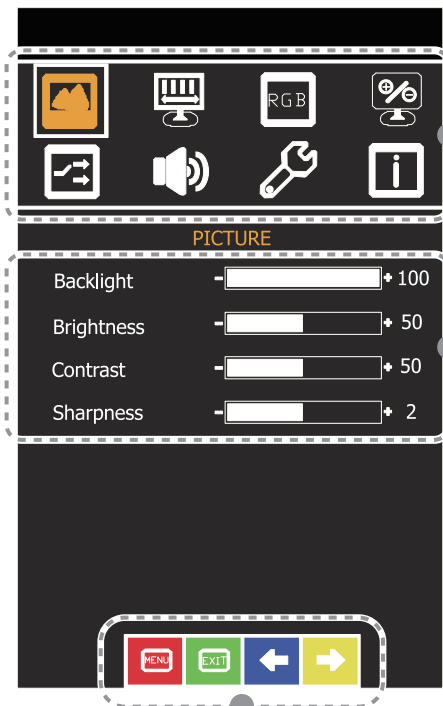 RGB
i
PICTURE
Backlight - + 100
Brightness - + 50
Contrast - + 50
Sharpness - + 2
MENU EXIT